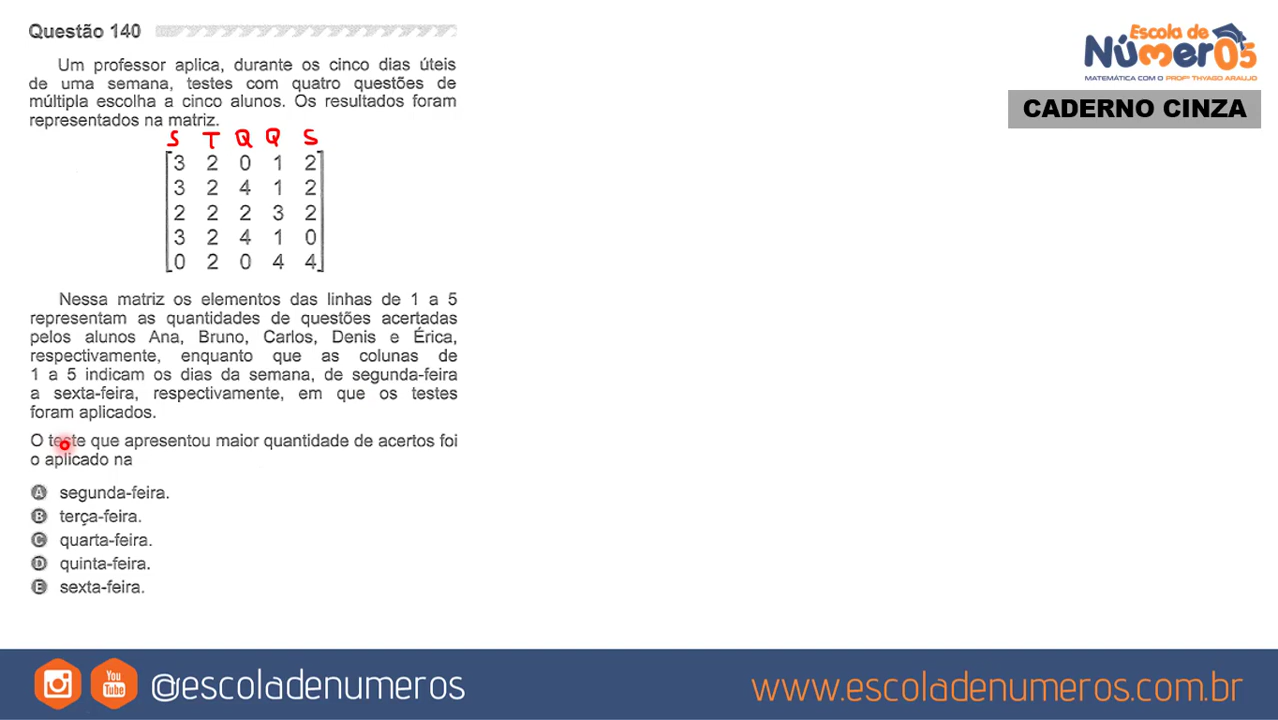 Questão 140
Um professor aplica, durante os cinco dias úteis
de uma semana, testes com quatro questões de
múltipla escolha a cinco alunos. Os resultados foram
representados na matriz.
S T Q Q S
3 2 0 1 2
3 2 4 1 2
2 2 2 3 2
3 2 4 1 0
0 2 0 4 4
Nessa matriz os elementos das linhas de 1 a 5
representam as quantidades de questões acertadas
pelos alunos Ana, Bruno, Carlos, Denis e Érica,
respectivamente, enquanto que as colunas de
1 a 5 indicam os dias da semana, de segunda-feira
a sexta-feira, respectivamente, em que os testes
foram aplicados.
O teste que apresentou maior quantidade de acertos foi
o aplicado na
A segunda-feira.
B terça-feira.
C quarta-feira.
D quinta-feira.
E sexta-feira.
Escola de
NúmerO5
MATEMÁTICA COM O PROFº THYAGO ARAUJO
CADERNO CINZA
You
Tube
@escoladenumeros
www.escoladenumeros.com.br